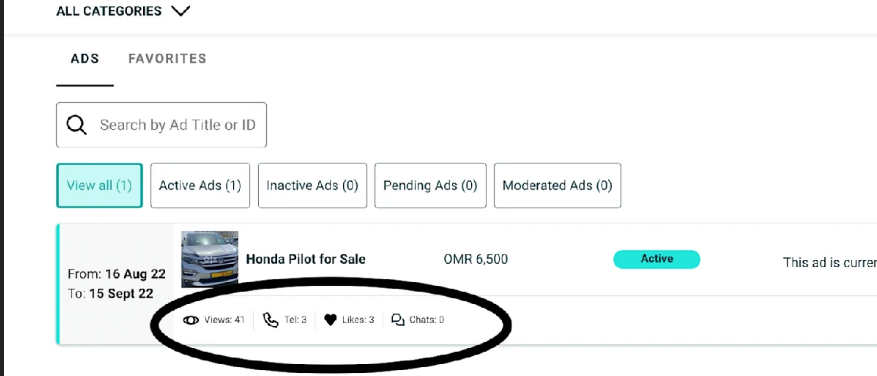 ALL CATEGORIES
ADS FAVORITES
Search by Ad Title or ID
View all (1) Active Ads (1) Inactive Ads (0) Pending Ads (0) Moderated Ads (0)
From: 16 Aug 22
To: 15 Sept 22
Honda Pilot for Sale OMR 6,500 Active This ad is curren
Views: 41 Tel: 3 Likes: 3 Chats: 0